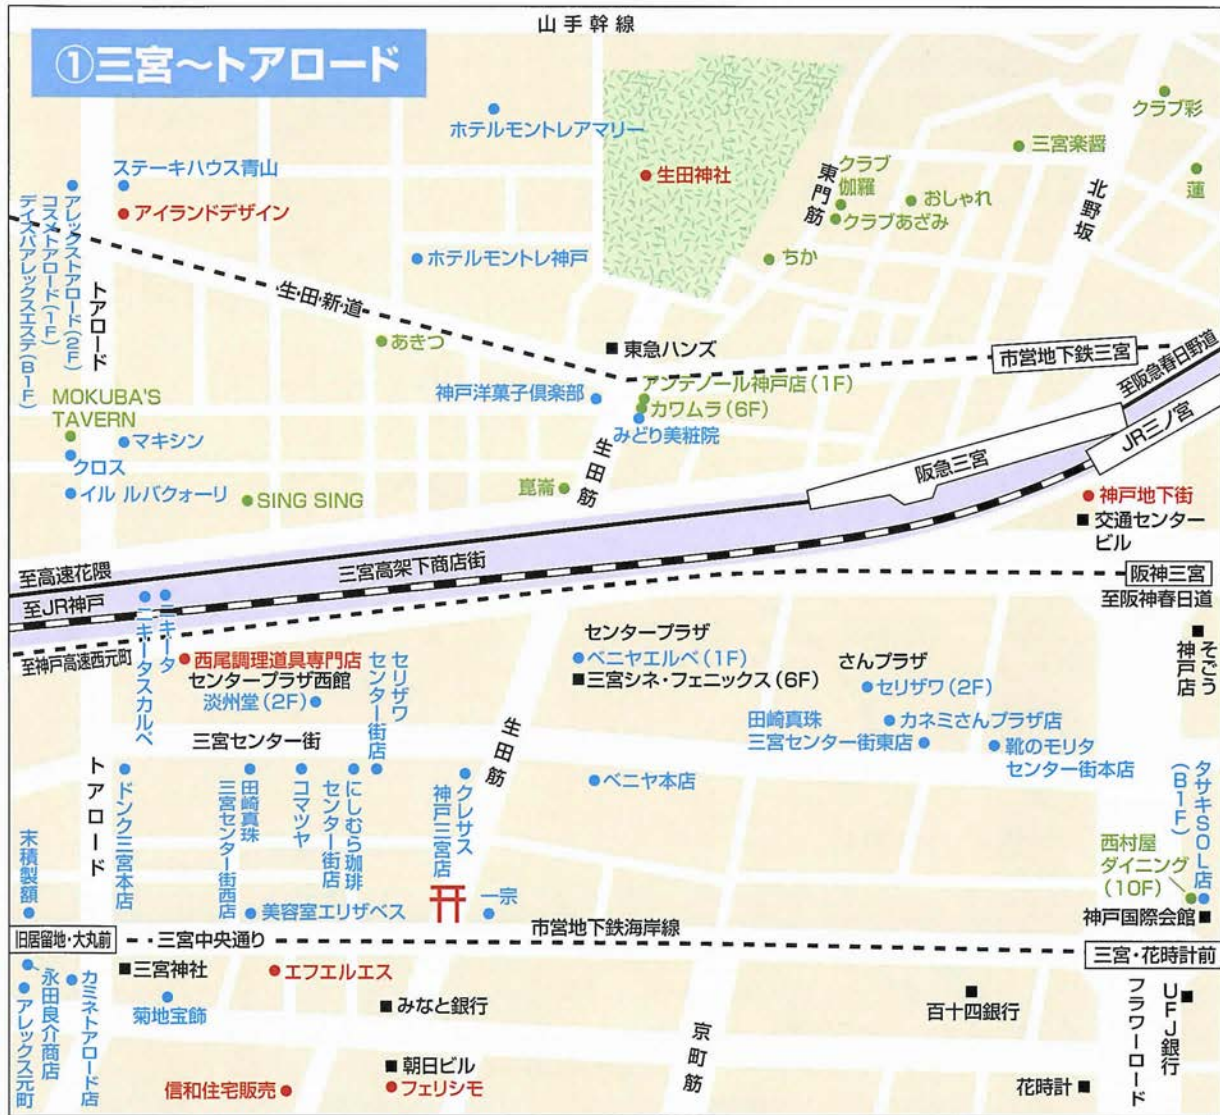 山手幹線
①三宮～トアロード
クラブ彩
ホテルモントレアマリー
三宮楽醤
ステーキハウス青山
生田神社
クラブ
伽羅
東門筋
北野坂
蓮
アイランドデザイン
おしゃれ
クラブあざみ
アレックストアロード(2F)
コスメトアロード(1F)
デイスパアレックスエステ(B1F)
トアロード
ホテルモントレ神戸
ちか
生田新道
あきつ
東急ハンズ
市営地下鉄三宮
至阪急春日野道
神戸洋菓子倶楽部
アンテノール神戸店(1F)
カワムラ(6F)
みどり美粧院
MOKUBA'S
TAVERN
マキシン
クロス
イル ルバクォーリ
SING SING
崑崙
生田筋
阪急三宮
JR三ノ宮
神戸地下街
交通センター
ビル
至高速花隈
三宮高架下商店街
至JR神戸
阪神三宮
至阪神春日道
至神戸高速西元町
ニキータスカルペ
ニキータ
西尾調理道具専門店
センタープラザ西館
淡州堂(2F)
セリザワ
センター街店
センタープラザ
ベニヤエルベ(1F)
三宮シネ・フェニックス(6F)
さんプラザ
セリザワ(2F)
そごう
神戸店
カネミさんプラザ店
田崎真珠
三宮センター街東店
靴のモリタ
センター街本店
三宮センター街
生田筋
トアロード
ドンク三宮本店
田崎真珠
三宮センター街西店
コマツヤ
にしむら珈琲
センター街店
クレサス
神戸三宮店
ベニヤ本店
タサキSOL店
(B1F)
西村屋
ダイニング
(10F)
末積製額
美容室エリザベス
一宗
神戸国際会館
旧居留地・大丸前
三宮中央通り
市営地下鉄海岸線
三宮・花時計前
永田良介商店
アレックス元町
カミネトアロード店
三宮神社
エフエルエス
菊地宝飾
みなと銀行
百十四銀行
フラワーロード
UFJ銀行
京町筋
朝日ビル
信和住宅販売
フェリシモ
花時計